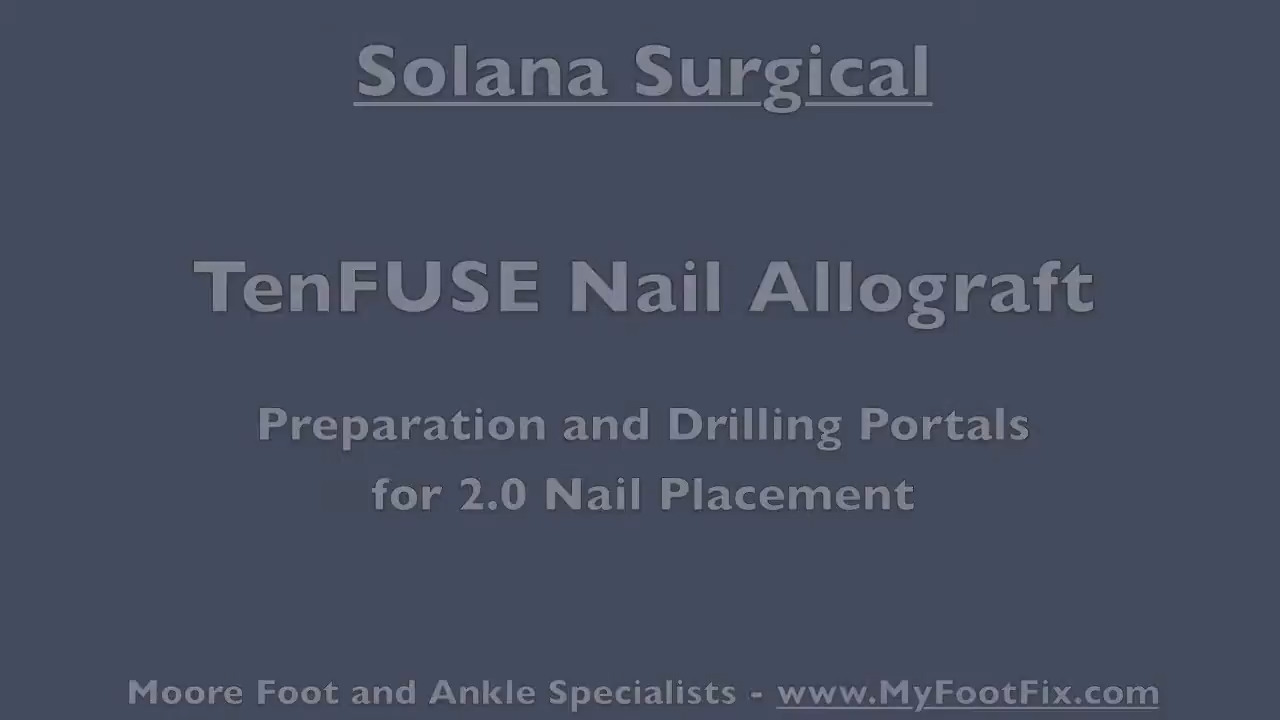 Solana Surgical
TenFUSE Nail Allograft
Preparation and Drilling Portals
for 2.0 Nail Placement
Moore Foot and Ankle Specialists - www.MyFootFix.com